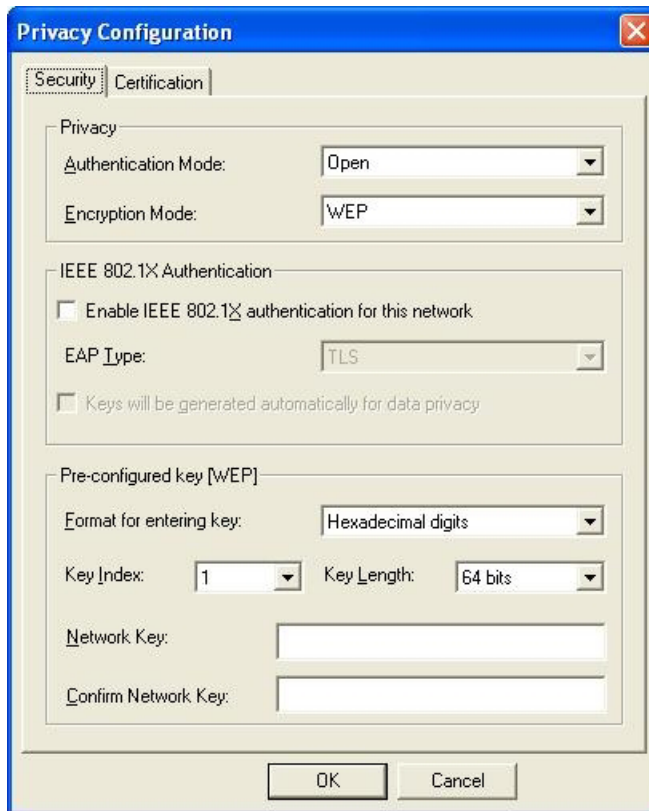 Privacy Configuration
Security Certification
Privacy
Authentication Mode: Open
Encryption Mode: WEP
IEEE 802.1X Authentication
Enable IEEE 802.1X authentication for this network
EAP Type: TLS
Keys will be generated automatically for data privacy
Pre-configured key [WEP]
Format for entering key: Hexadecimal digits
Key Index: 1 Key Length: 64 bits
Network Key:
Confirm Network Key:
OK Cancel